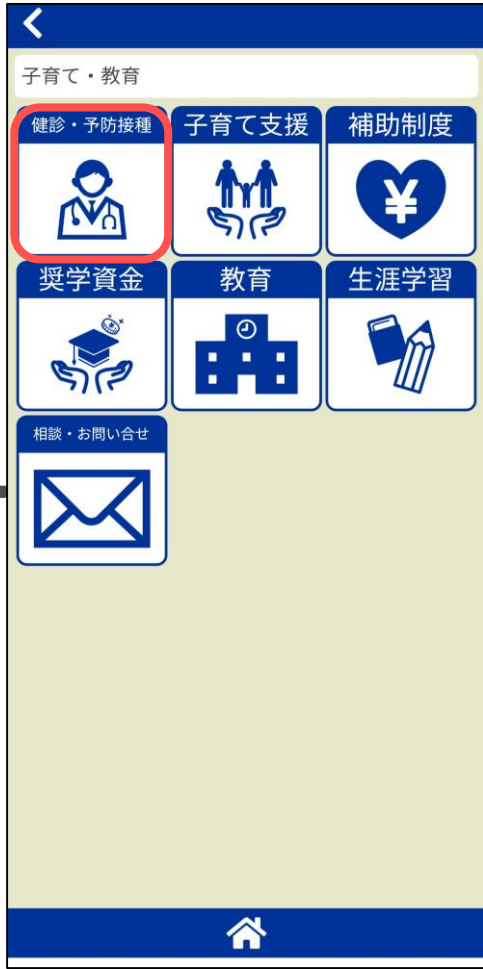 子育て・教育
健診・予防接種
子育て支援
補助制度
¥
奨学資金
教育
生涯学習
相談・お問い合せ